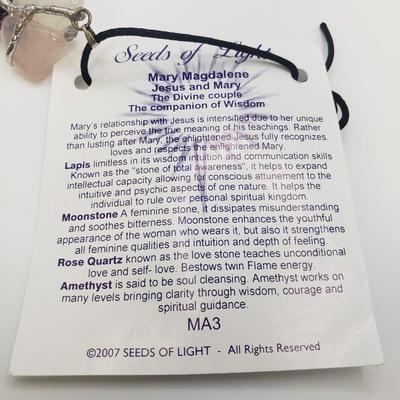 Seeds of Light
Mary Magdalene
Jesus and Mary
The Divine couple
The companion of Wisdom
Mary's relationship with Jesus is intensified due to her unique
ability to perceive the true meaning of his teachings. Rather
than lusting after Mary, the enlightened Jesus fully recognizes,
loves and respects the enlightened Mary.
Lapis limitless in its wisdom intuition and communication skills
Known as the "stone of total awareness", it helps to expand
intellectual capacity allowing for conscious attunement to the
intuitive and psychic aspects of one nature. It helps the
individual to rule over personal spiritual kingdom.
Moonstone A feminine stone, it dissipates misunderstanding
and soothes bitterness. Moonstone enhances the youthful
appearance of the woman who wears it, but also it strengthens
all feminine qualities and intuition and depth of feeling.
Rose Quartz known as the love stone teaches unconditional
love and self- love. Bestows twin Flame energy.
Amethyst is said to be soul cleansing. Amethyst works on
many levels bringing clarity through wisdom, courage and
spiritual guidance.
MA3
©2007 SEEDS OF LIGHT - All Rights Reserved